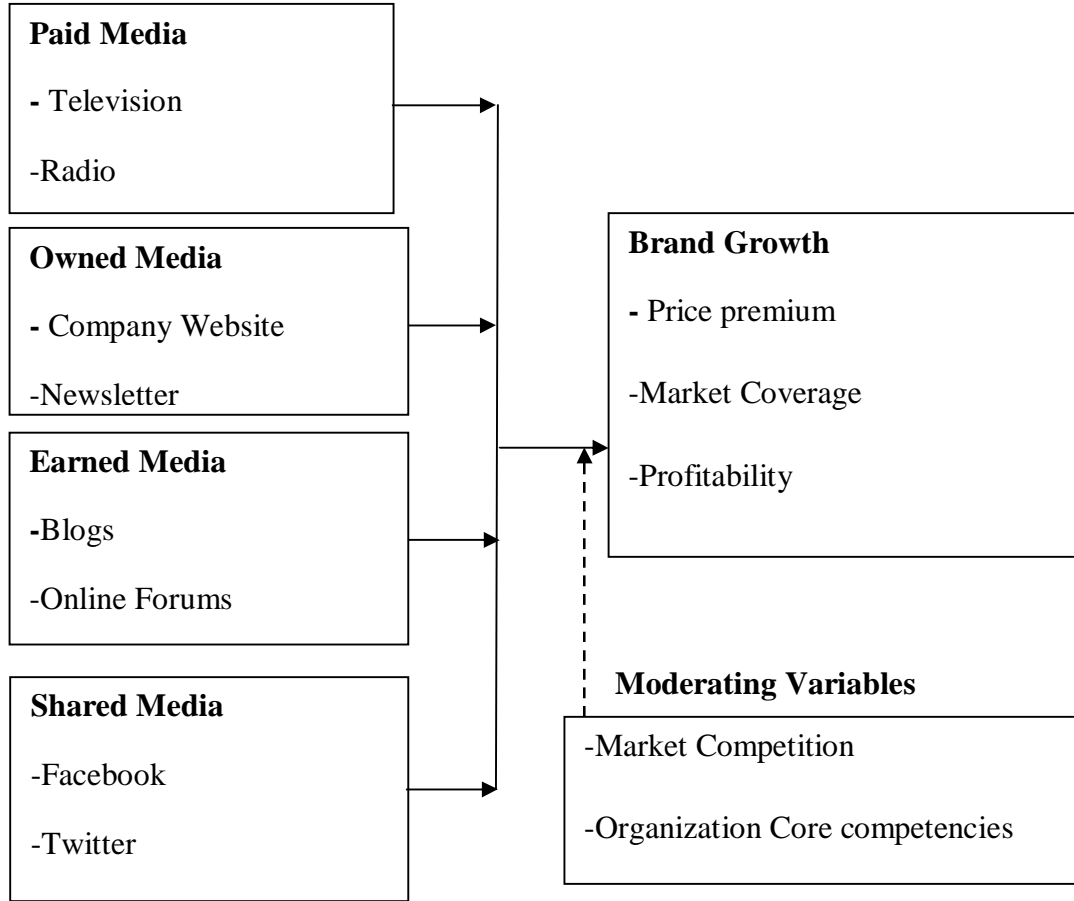 Paid Media
- Television
-Radio
Owned Media
- Company Website
-Newsletter
Earned Media
-Blogs
-Online Forums
Shared Media
-Facebook
-Twitter
Brand Growth
- Price premium
-Market Coverage
-Profitability
Moderating Variables
-Market Competition
-Organization Core competencies